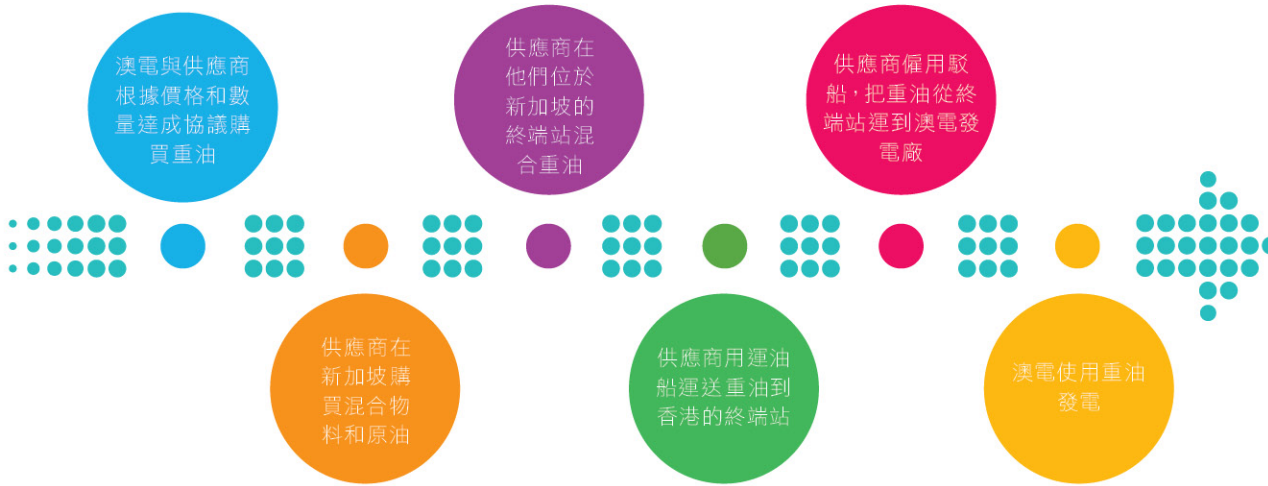 澳電與供應商
根據價格和數
量達成協議購
買重油
供應商在
新加坡購
買混合物
料和原油
供應商在
他們位於
新加坡的
終端站混
合重油
供應商用運油
船運送重油到
香港的終端站
供應商僱用駁
船，把重油從終
端站運到澳電發
電廠
澳電使用重油
發電